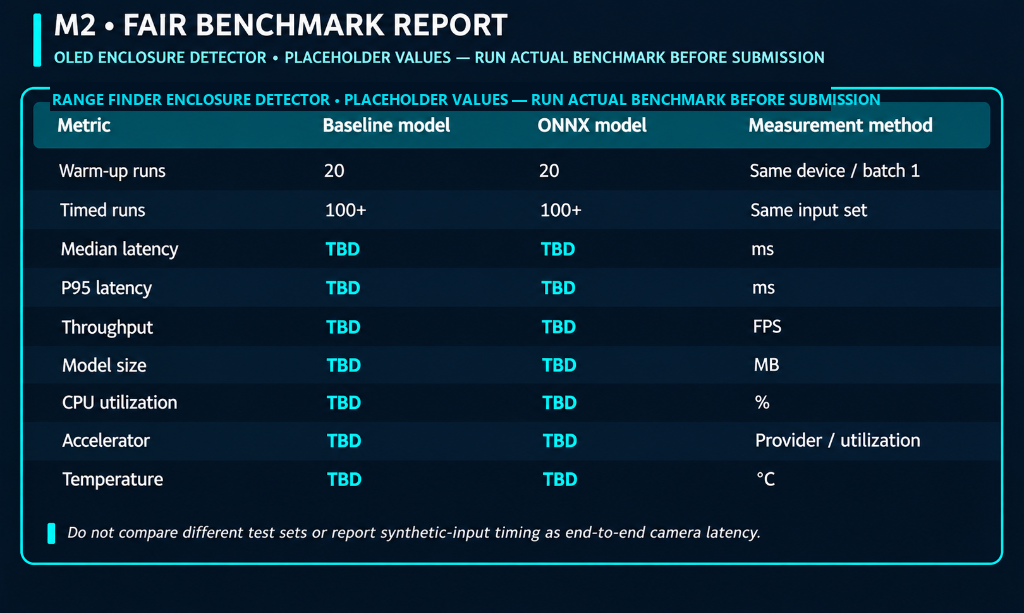 M2 • FAIR BENCHMARK REPORT
OLED ENCLOSURE DETECTOR • PLACEHOLDER VALUES — RUN ACTUAL BENCHMARK BEFORE SUBMISSION
RANGE FINDER ENCLOSURE DETECTOR • PLACEHOLDER VALUES — RUN ACTUAL BENCHMARK BEFORE SUBMISSION
Metric Baseline model ONNX model Measurement method
Warm-up runs 20 20 Same device / batch 1
Timed runs 100+ 100+ Same input set
Median latency TBD TBD ms
P95 latency TBD TBD ms
Throughput TBD TBD FPS
Model size TBD TBD MB
CPU utilization TBD TBD %
Accelerator TBD TBD Provider / utilization
Temperature TBD TBD °C
Do not compare different test sets or report synthetic-input timing as end-to-end camera latency.